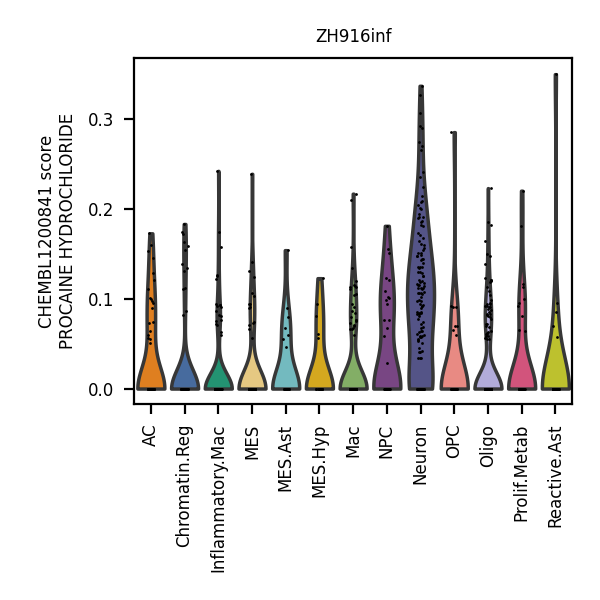 ZH916inf
CHEMBL1200841 score
PROCAINE HYDROCHLORIDE
0.3
0.2
0.1
0.0
AC
Chromatin.Reg
Inflammatory.Mac
MES
MES.Ast
MES.Hyp
Mac
NPC
Neuron
OPC
Oligo
Prolif.Metab
Reactive.Ast